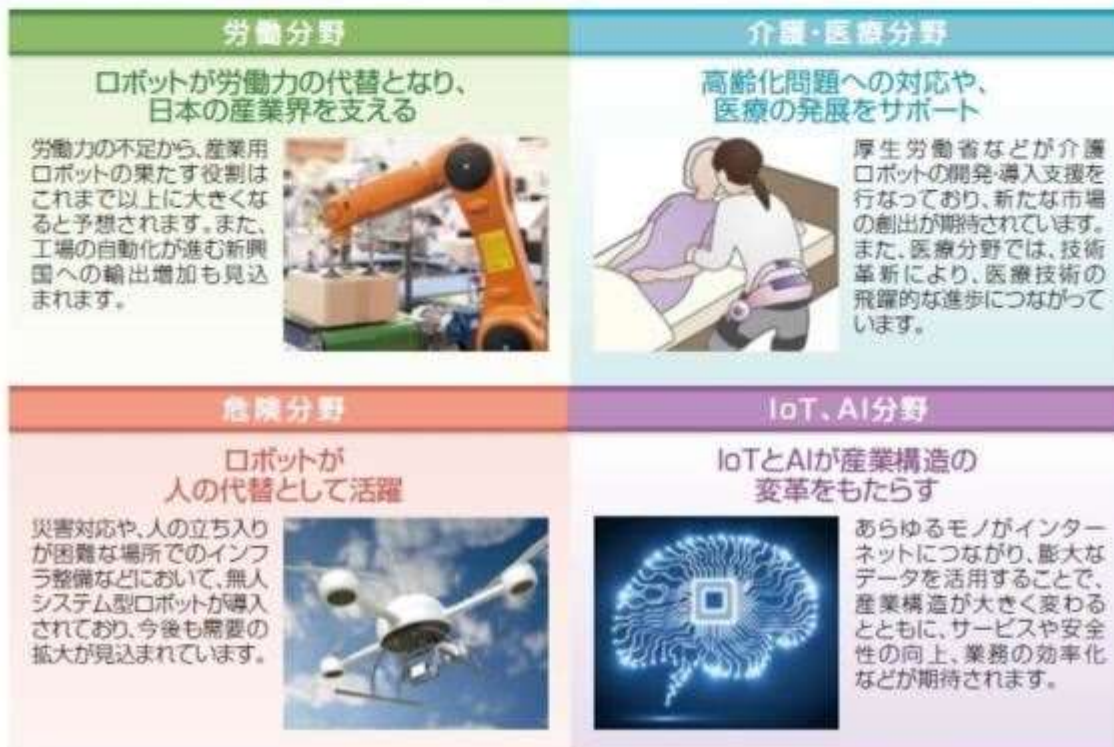 労働分野
ロボットが労働力の代替となり、
日本の産業界を支える
労働力の不足から、産業用
ロボットの果たす役割は
これまで以上に大きくな
ると予想されます。また、
工場の自動化が進む新興
国への輸出増加も見込
まれます。
介護・医療分野
高齢化問題への対応や、
医療の発展をサポート
厚生労働省などが介護
ロボットの開発・導入支援を
行なっており、新たな市場
の創出が期待されています。
また、医療分野では、技術
革新により、医療技術の
飛躍的な進歩につながって
います。
危険分野
ロボットが
人の代替として活躍
災害対応や、人の立ち入り
が困難な場所でのインフ
ラ整備などにおいて、無人
システム型ロボットが導入
されており、今後も需要の
拡大が見込まれています。
IoT、AI分野
IoTとAIが産業構造の
変革をもたらす
あらゆるモノがインター
ネットにつながり、膨大な
データを活用することで、
産業構造が大きく変わる
とともに、サービスや安全
性の向上、業務の効率化
などが期待されます。